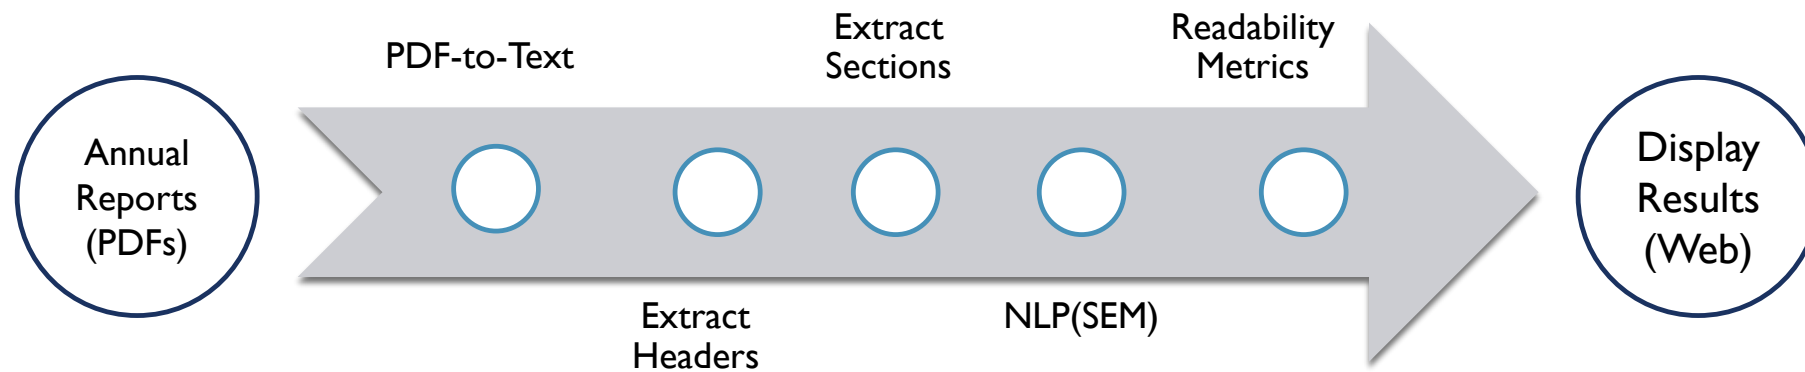 Annual
Reports
(PDFs)
PDF-to-Text
Extract
Headers
Extract
Sections
NLP(SEM)
Readability
Metrics
Display
Results
(Web)